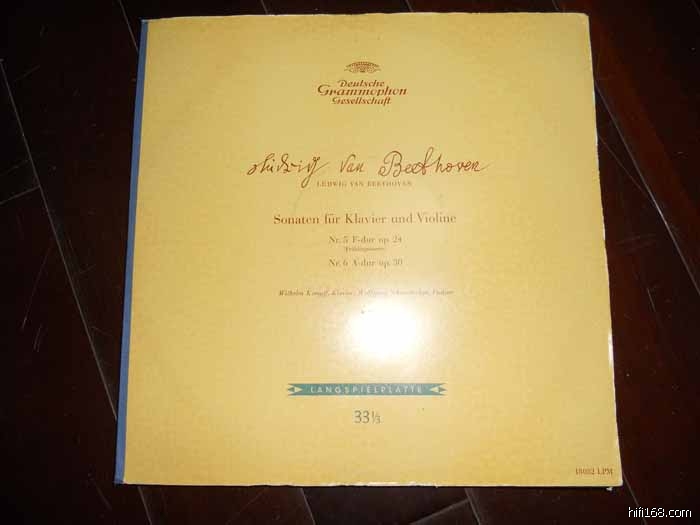 Deutsche
Grammophon
Gesellschaft
Ludwig van Beethoven
LUDWIG VAN BEETHOVEN
Sonaten für Klavier und Violine
Nr. 5 F-dur op. 24
Nr. 6 A-dur op. 30
Wilhelm Kempff, Klavier; Wolfgang Violine
LANGSPIELPLATTE
33⅓
LPM
hifi168.com